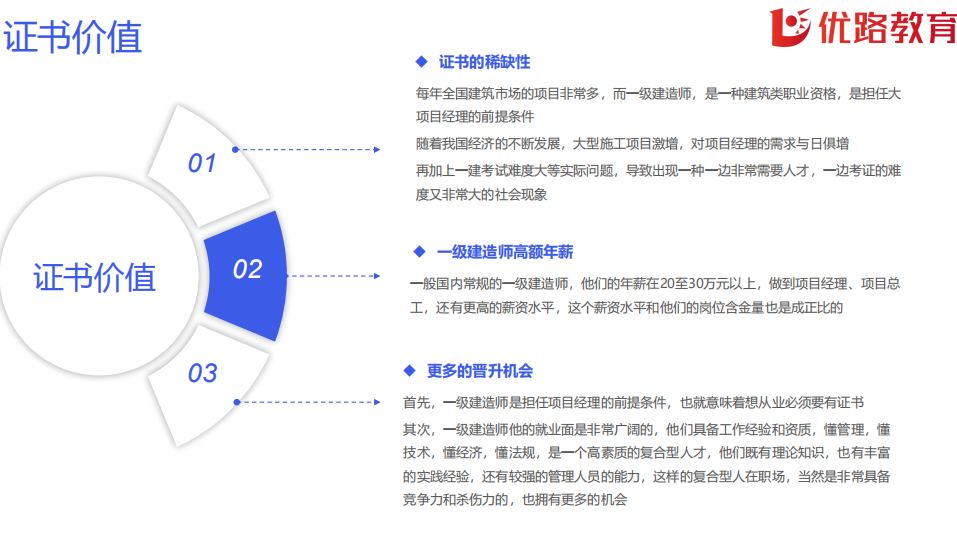 证书价值
优路教育
01
02
03
证书价值
◆ 证书的稀缺性
每年全国建筑市场的项目非常多，而一级建造师，是一种建筑类职业资格，是担任大
项目经理的前提条件
随着我国经济的不断发展，大型施工项目激增，对项目经理的需求与日俱增
再加上一建考试难度大等实际问题，导致出现一种一边非常需要人才，一边考证的难
度又非常大的社会现象
◆ 一级建造师高额年薪
一般国内常规的一级建造师，他们的年薪在20至30万元以上，做到项目经理、项目总
工，还有更高的薪资水平，这个薪资水平和他们的岗位含金量也是成正比的
◆ 更多的晋升机会
首先，一级建造师是担任项目经理的前提条件，也就意味着想从业必须要有证书
其次，一级建造师他的就业面是非常广阔的，他们具备工作经验和资质，懂管理，懂
技术，懂经济，懂法规，是一个高素质的复合型人才，他们既有理论知识，也有丰富
的实践经验，还有较强的管理人员的能力，这样的复合型人在职场，当然是非常具备
竞争力和杀伤力的，也拥有更多的机会